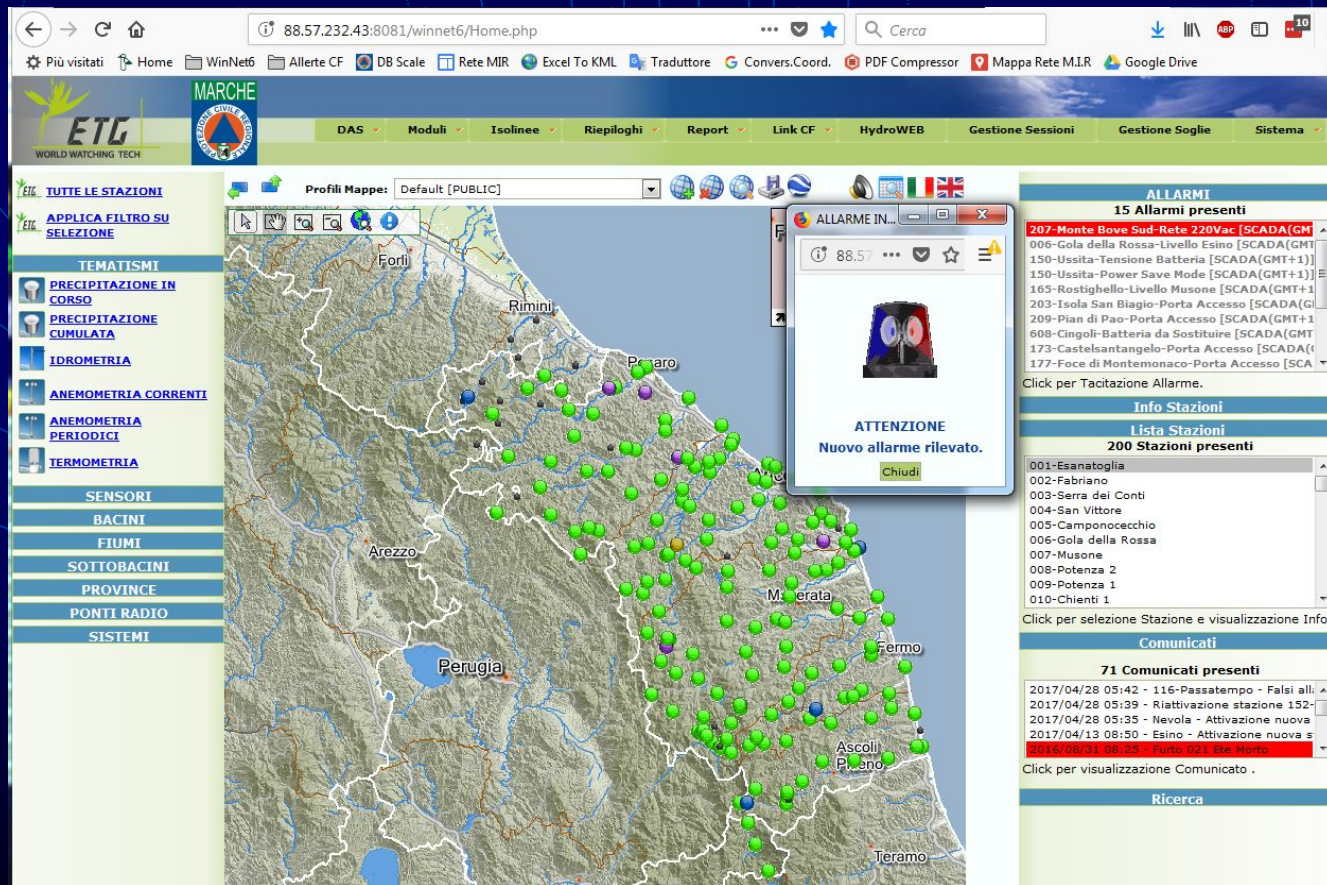 88.57.232.43:8081/winnet6/Home.php
Cerca
10
Più visitati Home WinNet6 Allerte CF DB Scale Rete MIR Excel To KML Traduttore Convers.Coord. PDF Compressor Mappa Rete M.I.R Google Drive
ETG
WORLD WATCHING TECH
MARCHE
PROTEZIONE CIVILE REGIONALE
DAS Moduli Isolinee Riepiloghi Report Link CF HydroWEB Gestione Sessioni Gestione Soglie Sistema
TUTTE LE STAZIONI
APPLICA FILTRO SU
SELEZIONE
TEMATISMI
PRECIPITAZIONE IN
CORSO
PRECIPITAZIONE
CUMULATA
IDROMETRIA
ANEMOMETRIA CORRENTI
ANEMOMETRIA
PERIODICI
TERMOMETRIA
SENSORI
BACINI
FIUMI
SOTTOBACINI
PROVINCE
PONTI RADIO
SISTEMI
Profili Mappe: Default [PUBLIC]
Forlì
Rimini
Pesaro
Arezzo
Macerata
Fermo
Perugia
Ascoli
Piceno
Teramo
ALLARME IN...
88.57
ATTENZIONE
Nuovo allarme rilevato.
Chiudi
ALLARMI
15 Allarmi presenti
207-Monte Bove Sud-Rete 220Vac [SCADA(GMT
006-Gola della Rossa-Livello Esino [SCADA(GMT
150-Ussita-Tensione Batteria [SCADA(GMT+1)]
150-Ussita-Power Save Mode [SCADA(GMT+1)]
165-Rostighello-Livello Musone [SCADA(GMT+1
203-Isola San Biagio-Porta Accesso [SCADA(G
209-Pian di Pao-Porta Accesso [SCADA(GMT+1
608-Cingoli-Batteria da Sostituire [SCADA(GMT
173-Castelsantangelo-Porta Accesso [SCADA(
177-Foce di Montemonaco-Porta Accesso [SCA
Click per Tacitazione Allarme.
Info Stazioni
Lista Stazioni
200 Stazioni presenti
001-Esanatoglia
002-Fabriano
003-Serra dei Conti
004-San Vittore
005-Camponocecchio
006-Gola della Rossa
007-Musone
008-Potenza 2
009-Potenza 1
010-Chienti 1
Click per selezione Stazione e visualizzazione Info
Comunicati
71 Comunicati presenti
2017/04/28 05:42 - 116-Passatempo - Falsi all
2017/04/28 05:39 - Riattivazione stazione 152-
2017/04/28 05:35 - Nevola - Attivazione nuova
2017/04/13 08:50 - Esino - Attivazione nuova s
2016/08/31 08:25 - Furto 021 Ete Morto
Click per visualizzazione Comunicato .
Ricerca